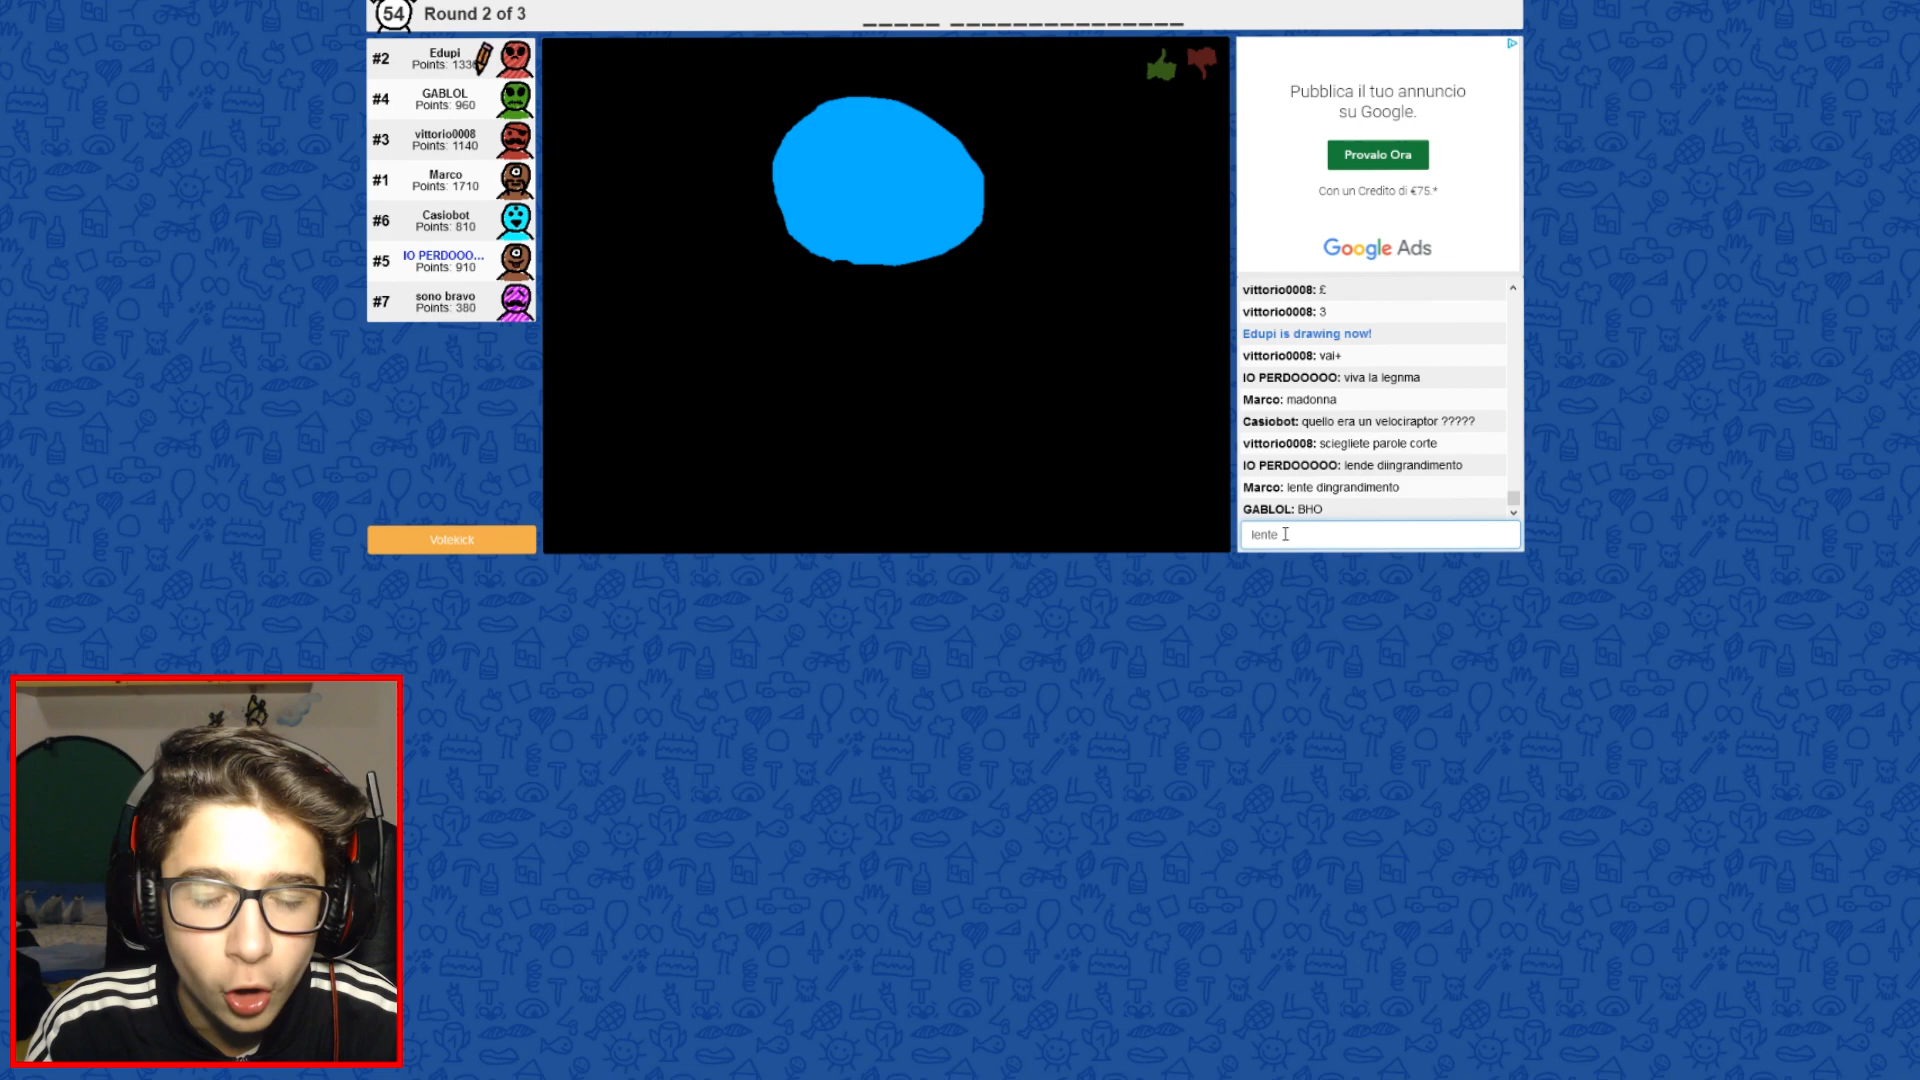 54
Round 2 of 3
_____ _______________
#2
Edupi
Points: 133
#4
GABLOL
Points: 960
#3
vittorio0008
Points: 1140
#1
Marco
Points: 1710
#6
Casiobot
Points: 810
#5
IO PERDOOO...
Points: 910
#7
sono bravo
Points: 380
Votekick
Pubblica il tuo annuncio
su Google.
Provalo Ora
Con un Credito di €75.*
Google Ads
vittorio0008: £
vittorio0008: 3
Edupi is drawing now!
vittorio0008: vai+
IO PERDOOOOO: viva la legnma
Marco: madonna
Casiobot: quello era un velociraptor ?????
vittorio0008: sciegliete parole corte
IO PERDOOOOO: lende diingrandimento
Marco: lente dingrandimento
GABLOL: BHO
lente